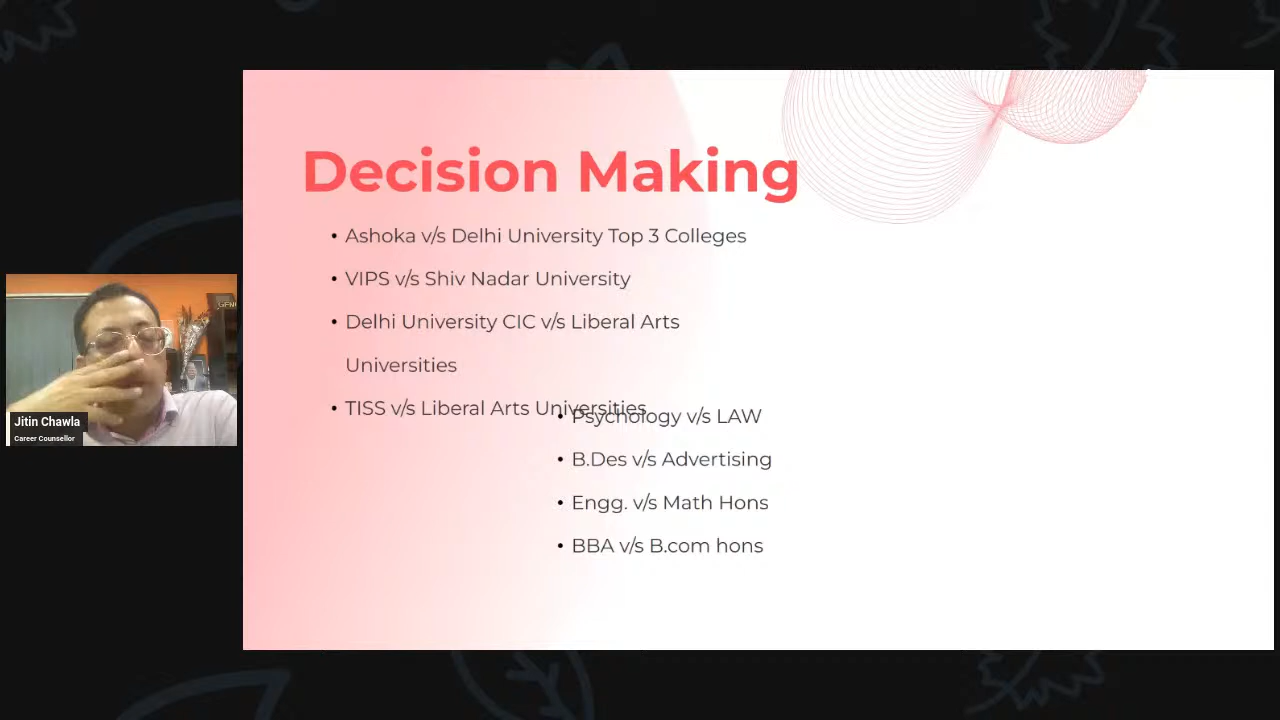 Decision Making
• Ashoka v/s Delhi University Top 3 Colleges
• VIPS v/s Shiv Nadar University
• Delhi University CIC v/s Liberal Arts
Universities
• TISS v/s Liberal Arts Universities
• Psychology v/s LAW
• B.Des v/s Advertising
• Engg. v/s Math Hons
• BBA v/s B.com hons
Jitin Chawla
Career Counsellor